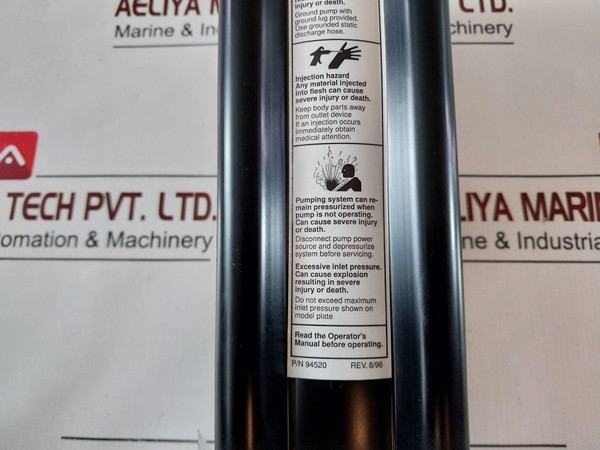 AELIYA M
LTD.
Marine & In
injury or death.
Ground pump with
ground lug provided.
Use grounded static
discharge hose.
Injection hazard
Any material injected
into flesh can cause
severe injury or death.
Keep body parts away
from outlet device
If an injection occurs
immediately obtain
medical attention.
TECH PVT. LTD.
LIYA MARIN
tomation & Machinery
ne & Industria
Pumping system can re-
main pressurized when
pump is not operating.
Can cause severe injury
or death.
Disconnect pump power
source and depressurize
system before servicing.
Excessive inlet pressure.
Can cause explosion
resulting in severe
injury or death.
Do not exceed maximum
inlet pressure shown on
model plate
Read the Operator's
Manual before operating.
P/N 94520 REV. 8/96